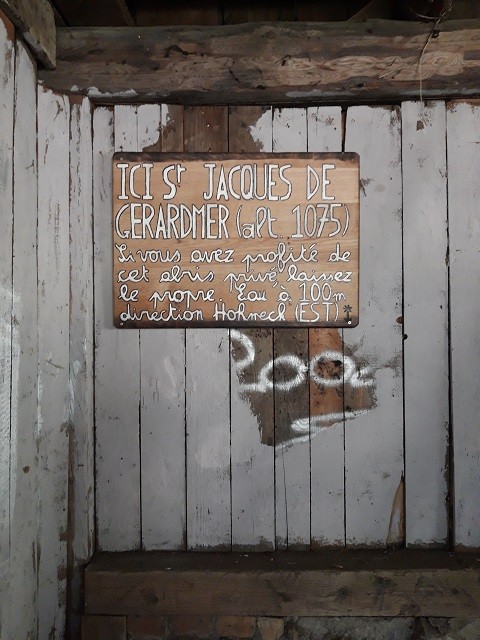 ICI St JACQUES DE
GERARDMER (alt. 1075)
Si vous avez profité de
cet abris privé, laissez
le propre. Eau à 100m
direction Hohneck (EST)